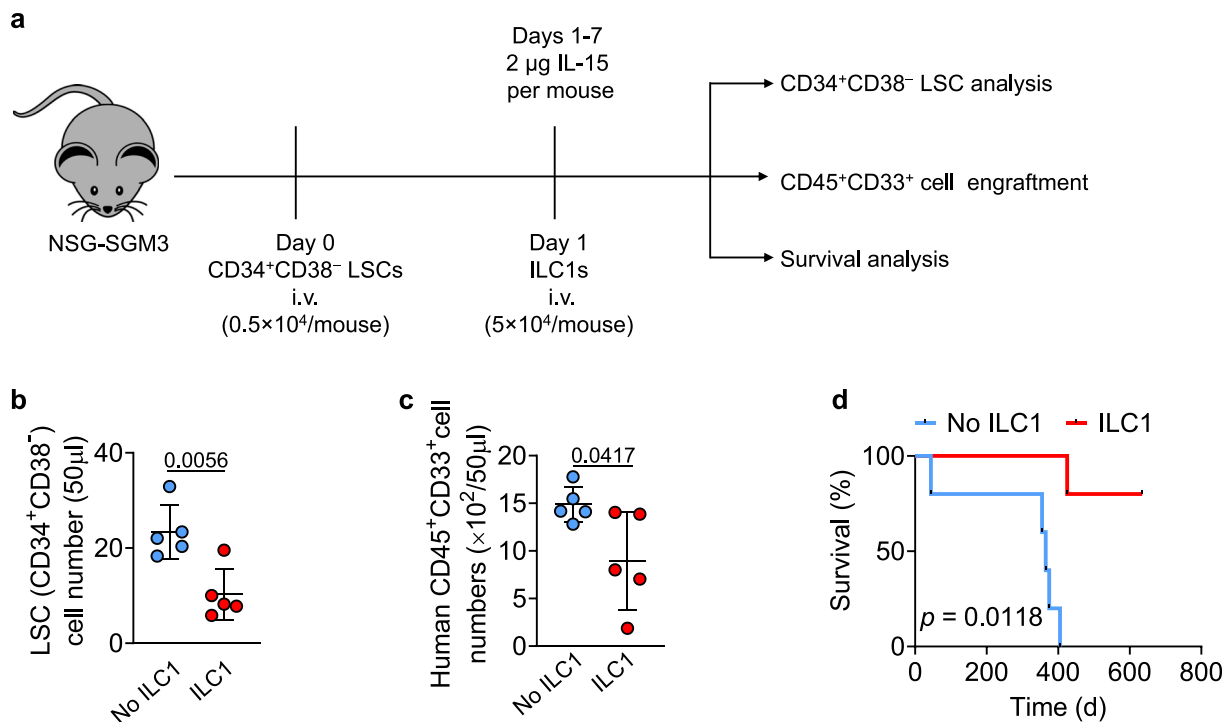 a
Days 1-7
2 µg IL-15
per mouse
CD34⁺CD38⁻ LSC analysis
CD45⁺CD33⁺ cell engraftment
Survival analysis
NSG-SGM3
Day 0
CD34⁺CD38⁻ LSCs
i.v.
(0.5×10⁴/mouse)
Day 1
ILC1s
i.v.
(5×10⁴/mouse)
b
LSC (CD34⁺CD38⁻)
cell number (50µl)
40
20
0
0.0056
No ILC1
ILC1
c
Human CD45⁺CD33⁺cell
numbers (×10²/50µl)
20
15
10
5
0
0.0417
No ILC1
ILC1
d
No ILC1
ILC1
Survival (%)
100
50
0
p = 0.0118
0
200
400
600
800
Time (d)